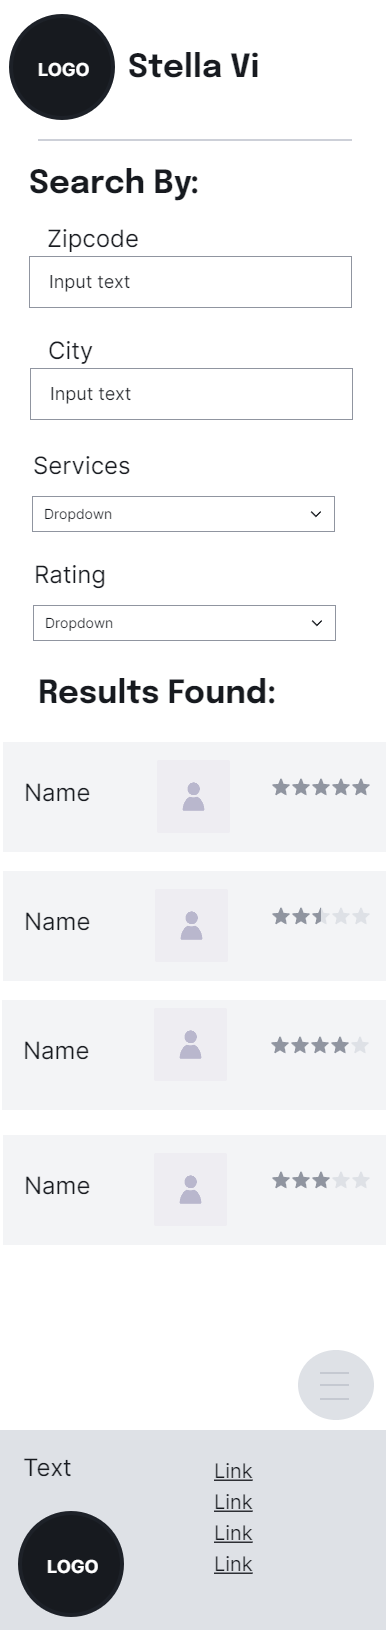 LOGO
Stella Vi
Search By:
Zipcode
Input text
City
Input text
Services
Dropdown
Rating
Dropdown
Results Found:
Name
Name
Name
Name
Text
Link
Link
Link
Link
LOGO